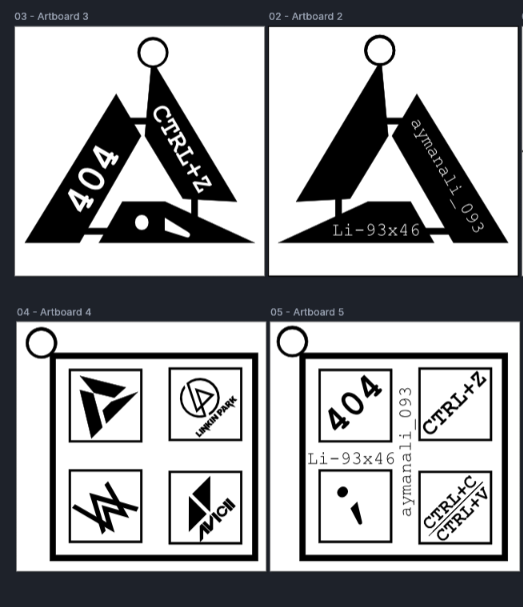 03 - Artboard 3
02 - Artboard 2
404
CTRL+Z
aymanali_093
Li-93x46
04 - Artboard 4
05 - Artboard 5
LINKIN PARK
AVICII
404
CTRL+Z
Li-93x46
aymanali_093
;
CTRL+C
CTRL+V